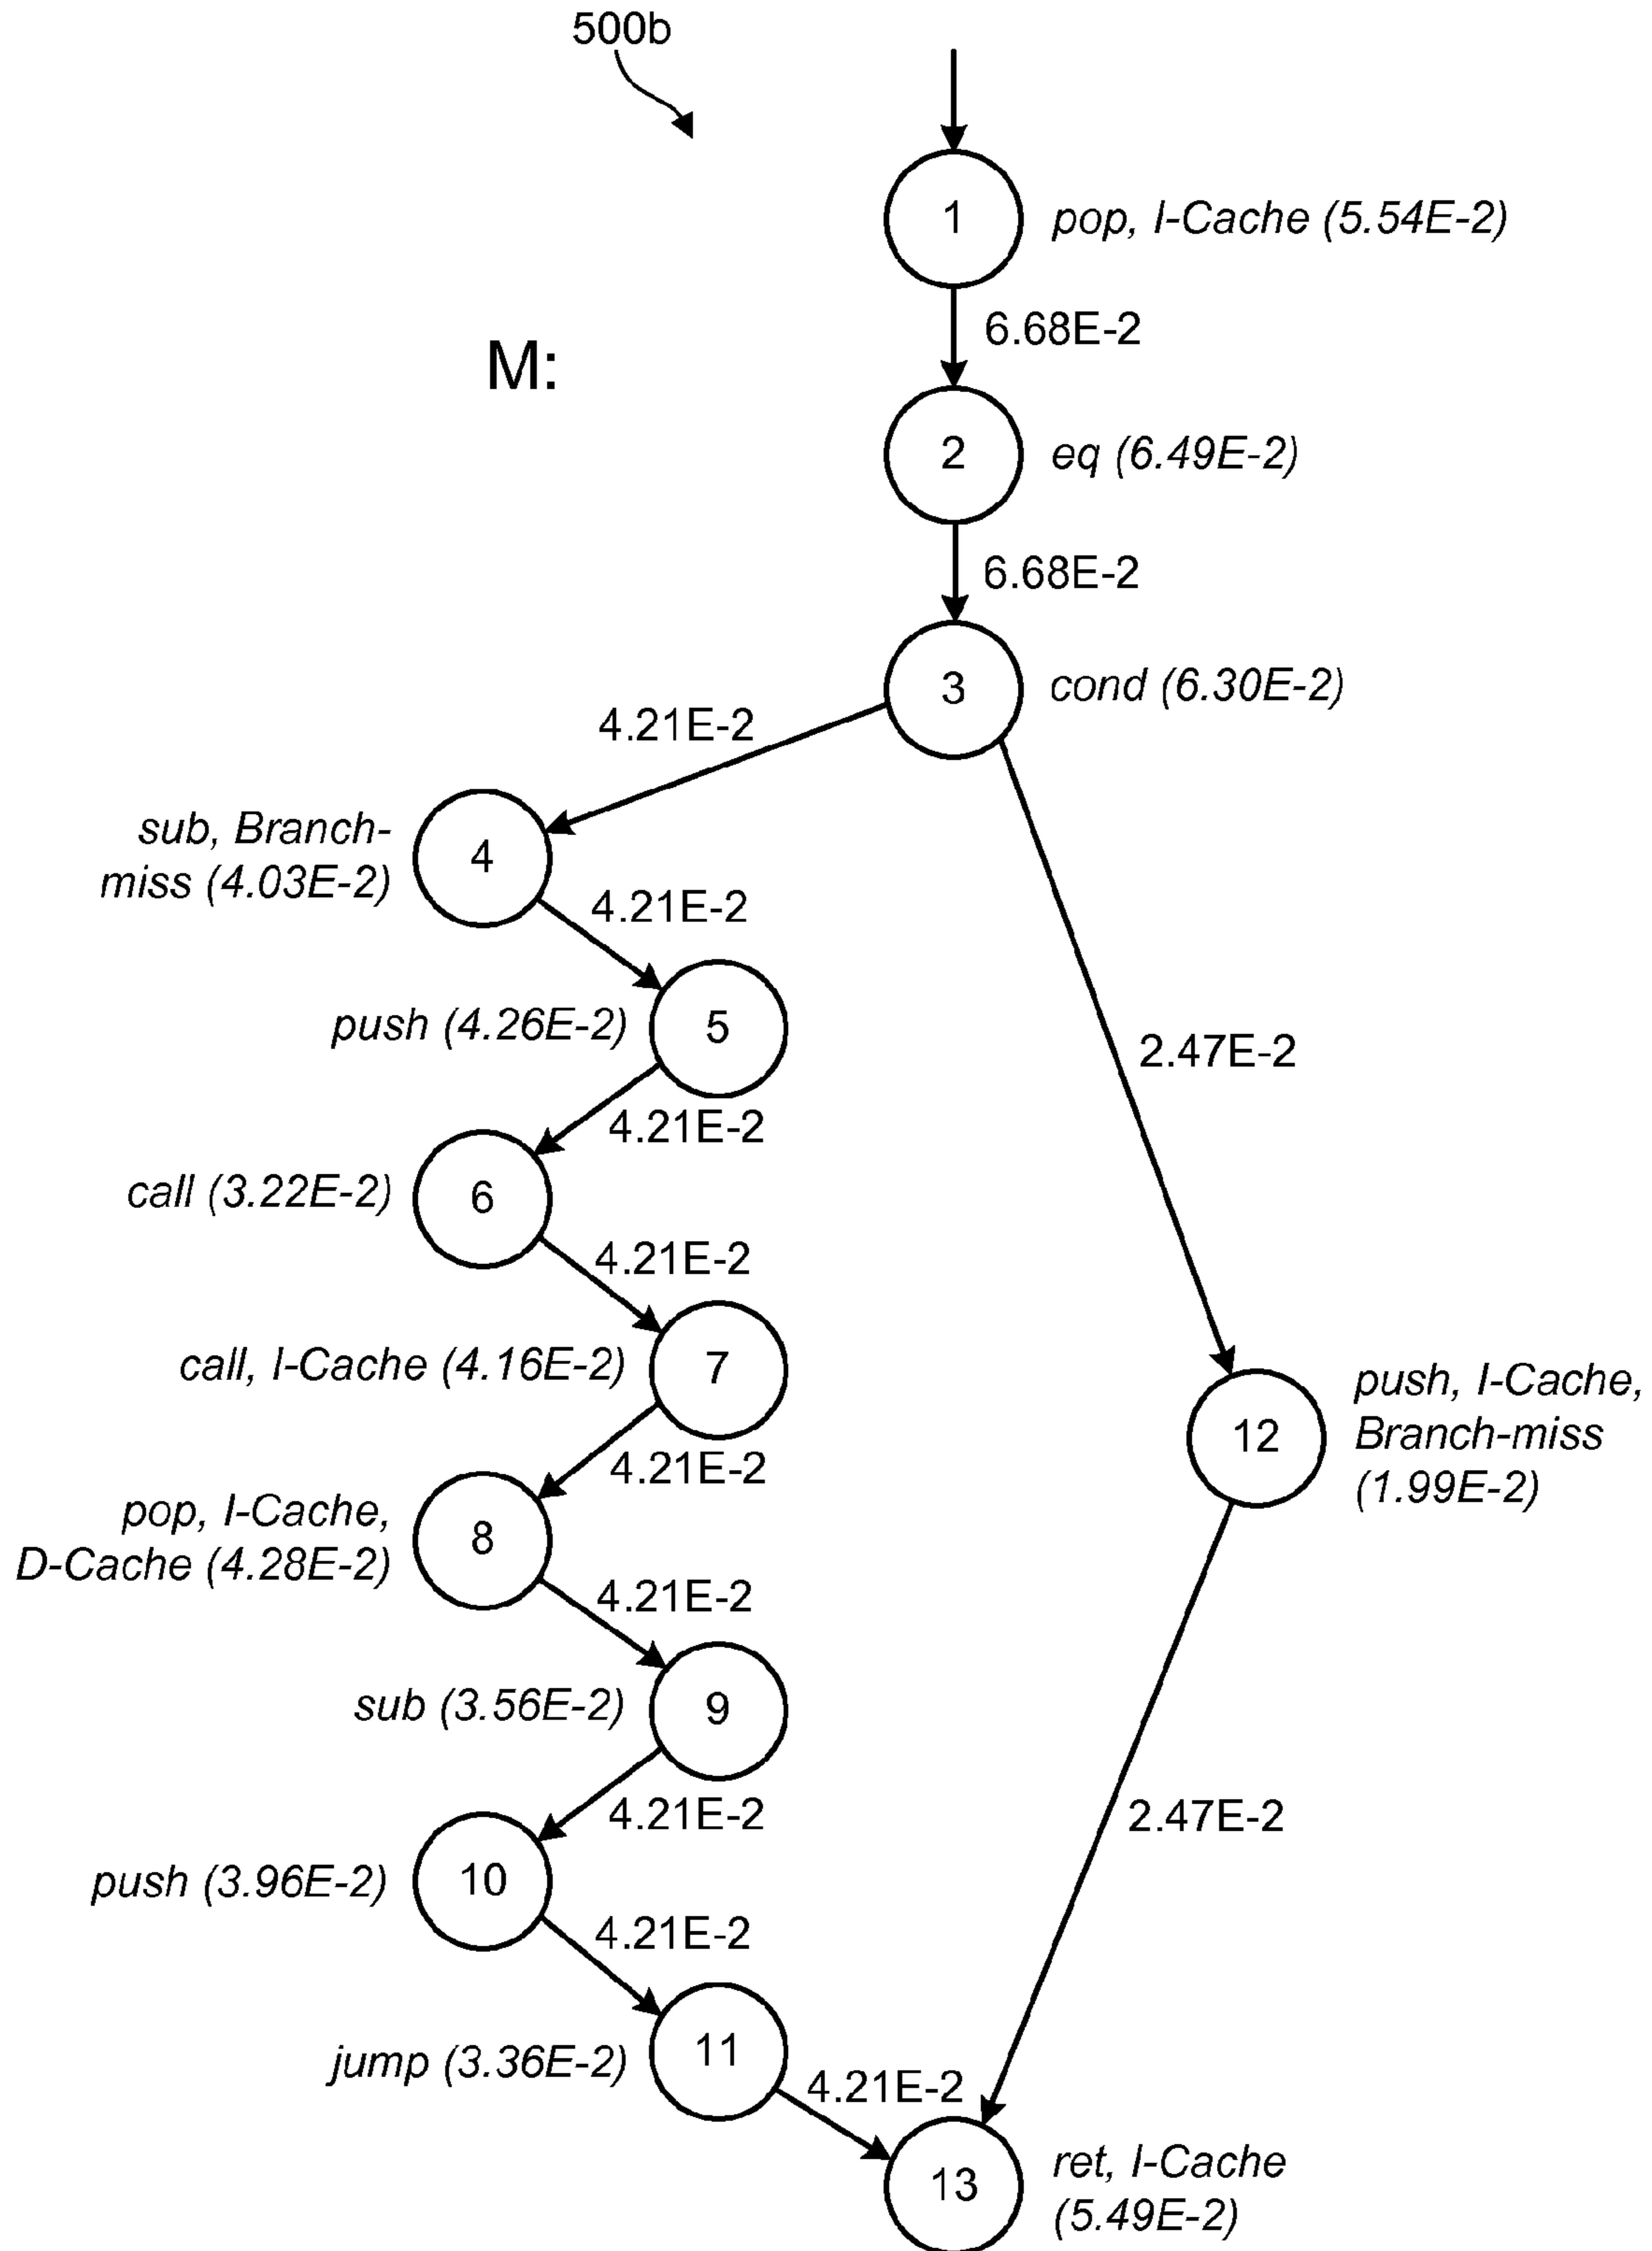 500b
1
pop, I-Cache (5.54E-2)
6.68E-2
M:
2
eq (6.49E-2)
6.68E-2
3
cond (6.30E-2)
4.21E-2
sub, Branch-
miss (4.03E-2)
4
4.21E-2
push (4.26E-2)
5
2.47E-2
4.21E-2
call (3.22E-2)
6
4.21E-2
call, I-Cache (4.16E-2)
7
push, I-Cache,
Branch-miss
(1.99E-2)
12
4.21E-2
pop, I-Cache,
D-Cache (4.28E-2)
8
4.21E-2
sub (3.56E-2)
9
4.21E-2
2.47E-2
push (3.96E-2)
10
4.21E-2
jump (3.36E-2)
11
4.21E-2
13
ret, I-Cache
(5.49E-2)